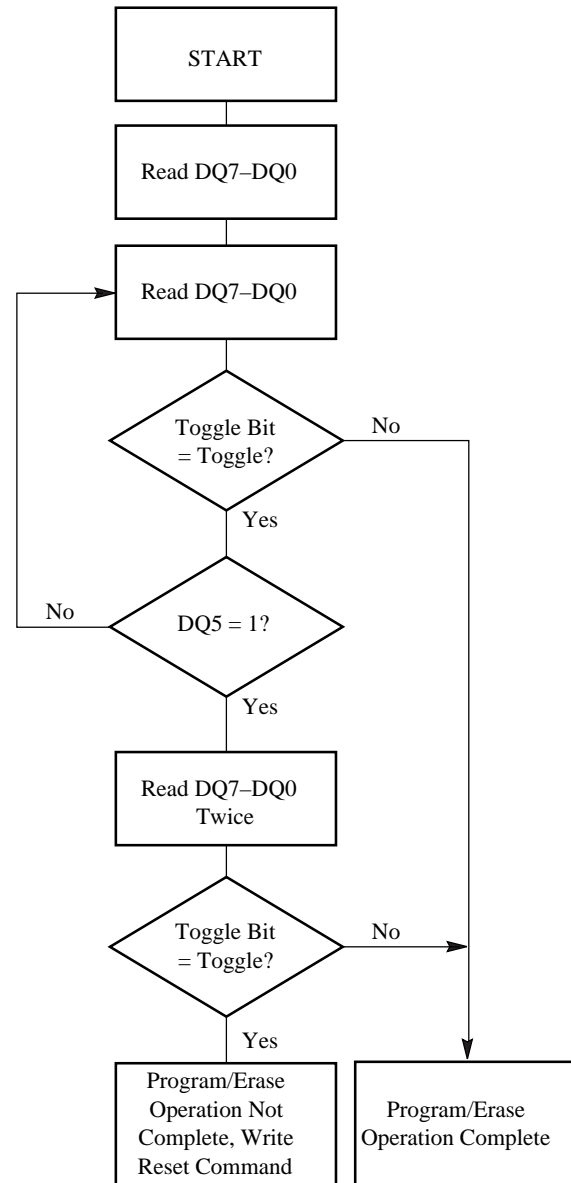 START
Read DQ7–DQ0
Read DQ7–DQ0
Toggle Bit
= Toggle?
No
Yes
No
DQ5 = 1?
Yes
Read DQ7–DQ0
Twice
Toggle Bit
= Toggle?
No
Yes
Program/Erase
Operation Not
Complete, Write
Reset Command
Program/Erase
Operation Complete